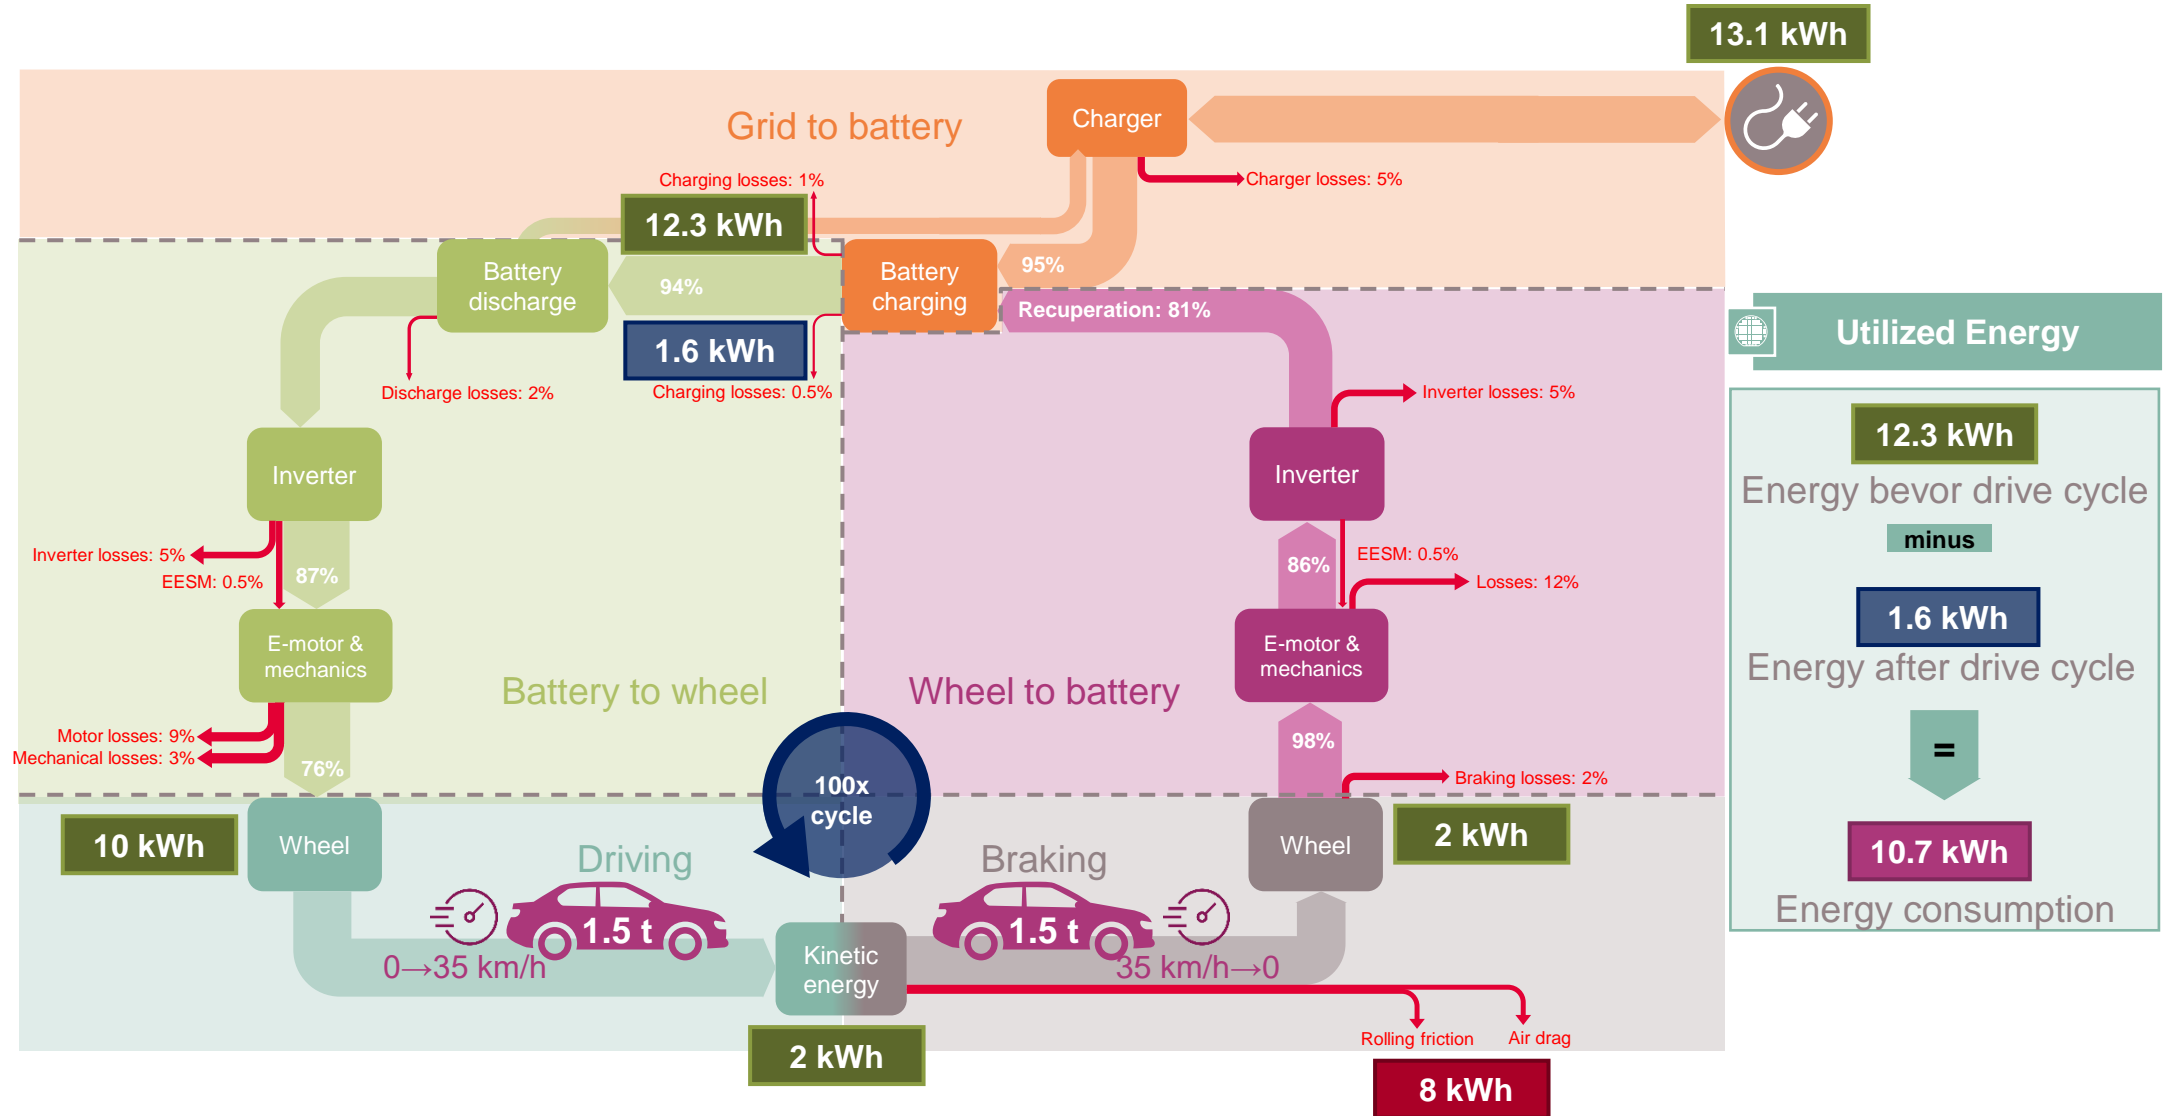 13.1 kWh
Grid to battery
Charger
Charging losses: 1%
Charger losses: 5%
12.3 kWh
Battery
discharge
94%
Battery
charging
95%
Recuperation: 81%
1.6 kWh
Discharge losses: 2%
Charging losses: 0.5%
Inverter losses: 5%
Utilized Energy
12.3 kWh
Energy bevor drive cycle
minus
1.6 kWh
Energy after drive cycle
=
10.7 kWh
Energy consumption
Inverter
Inverter losses: 5%
EESM: 0.5%
87%
E-motor &
mechanics
Motor losses: 9%
Mechanical losses: 3%
76%
Battery to wheel
Wheel to battery
Inverter
86%
EESM: 0.5%
Losses: 12%
E-motor &
mechanics
98%
Braking losses: 2%
100x
cycle
10 kWh
Wheel
Driving
Braking
Wheel
2 kWh
1.5 t
0→35 km/h
Kinetic
energy
1.5 t
35 km/h→0
2 kWh
Rolling friction
Air drag
8 kWh